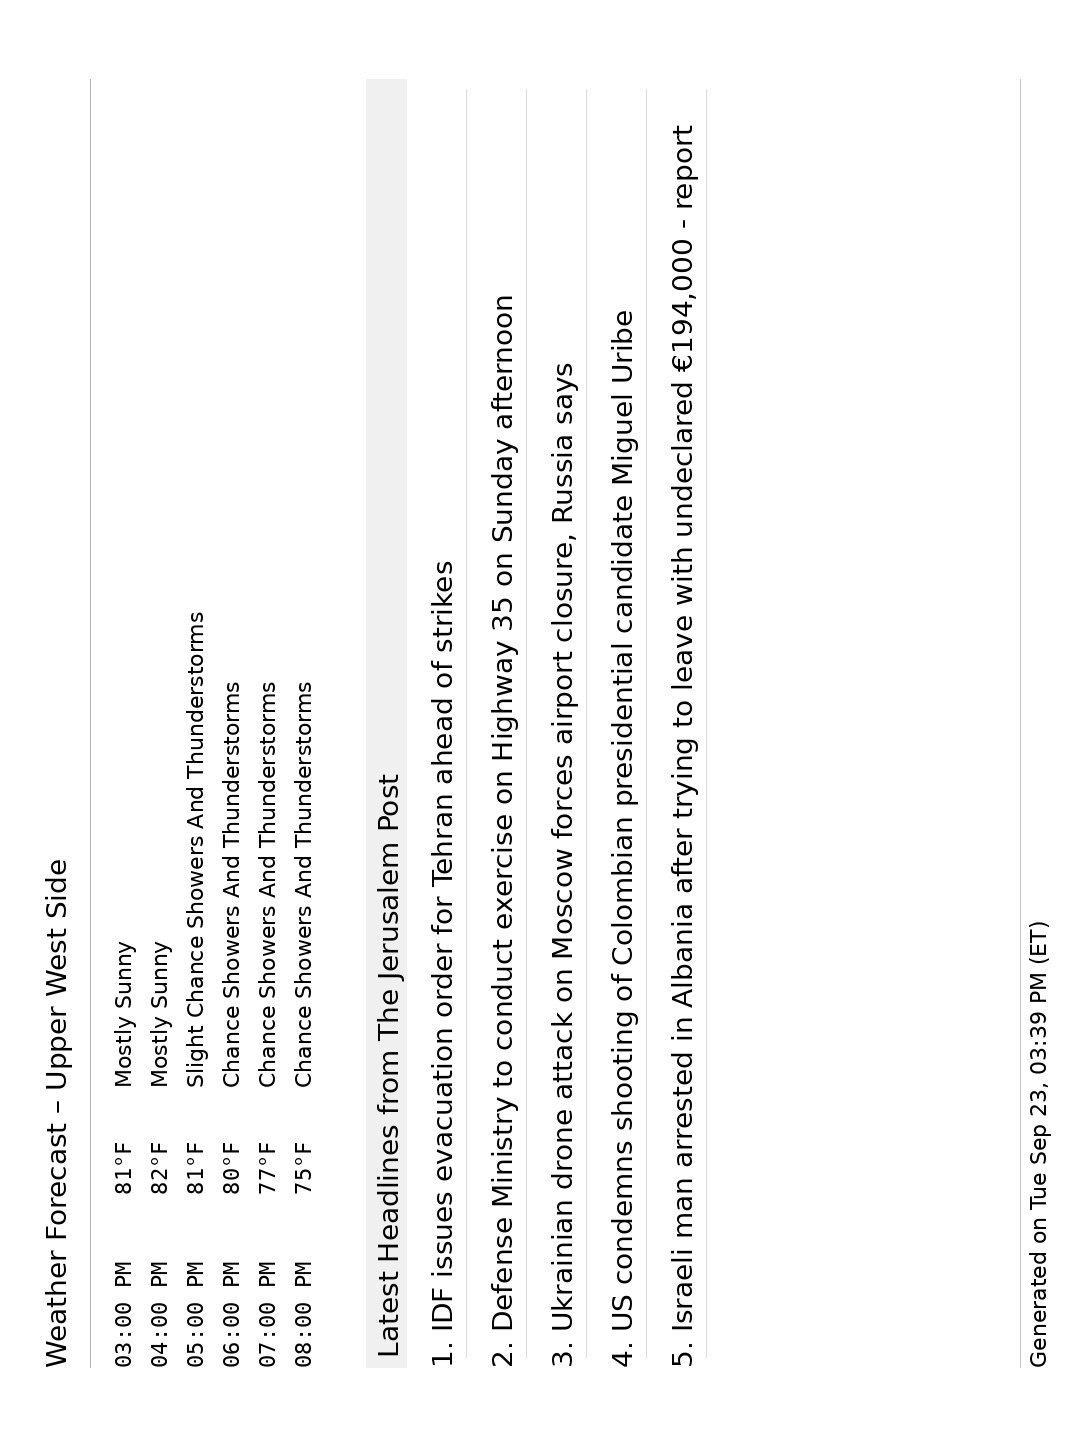 Weather Forecast – Upper West Side
03:00 PM 81°F Mostly Sunny
04:00 PM 82°F Mostly Sunny
05:00 PM 81°F Slight Chance Showers And Thunderstorms
06:00 PM 80°F Chance Showers And Thunderstorms
07:00 PM 77°F Chance Showers And Thunderstorms
08:00 PM 75°F Chance Showers And Thunderstorms
Latest Headlines from The Jerusalem Post
1. IDF issues evacuation order for Tehran ahead of strikes
2. Defense Ministry to conduct exercise on Highway 35 on Sunday afternoon
3. Ukrainian drone attack on Moscow forces airport closure, Russia says
4. US condemns shooting of Colombian presidential candidate Miguel Uribe
5. Israeli man arrested in Albania after trying to leave with undeclared €194,000 - report
Generated on Tue Sep 23, 03:39 PM (ET)